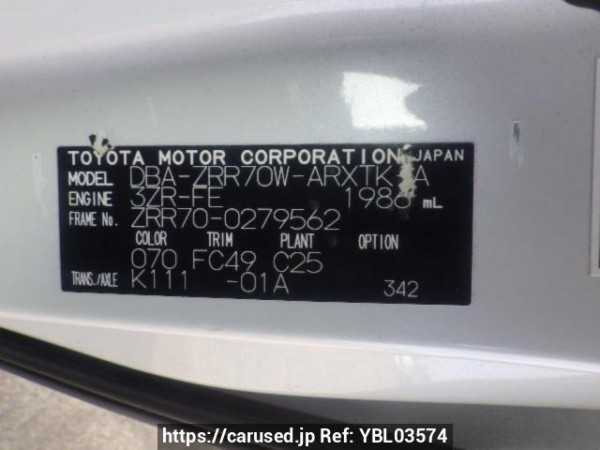 TOYOTA MOTOR CORPORATION JAPAN
MODEL DBA-ZRR70W-ARXTK A
ENGINE 3ZR-FE 1986 mL
FRAME No. ZRR70-0279562
COLOR TRIM PLANT OPTION
070 FC49 C25
TRANS./AXLE K111 -01A 342
https://carused.jp Ref: YBL03574